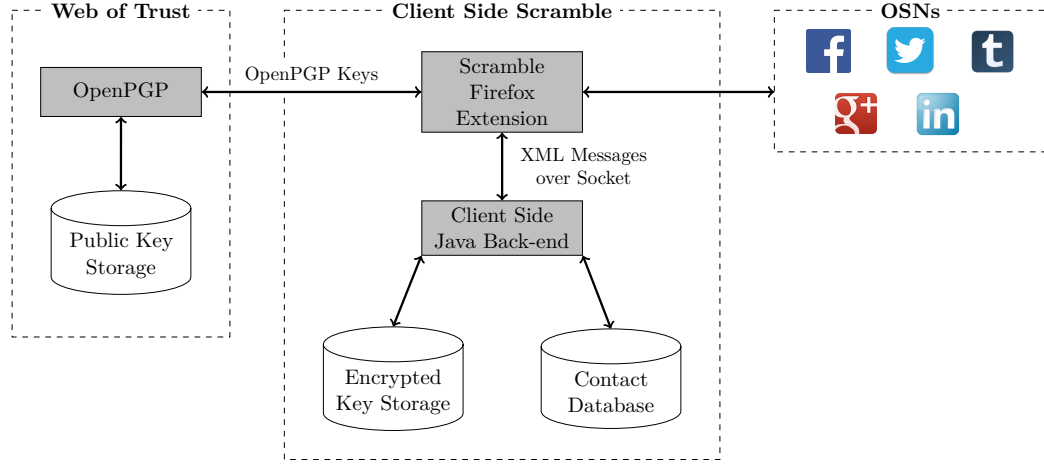 Web of Trust
Client Side Scramble
OSNs
OpenPGP
OpenPGP Keys
Scramble
Firefox
Extension
f
t
g+
in
XML Messages
over Socket
Public Key
Storage
Client Side
Java Back-end
Encrypted
Key Storage
Contact
Database